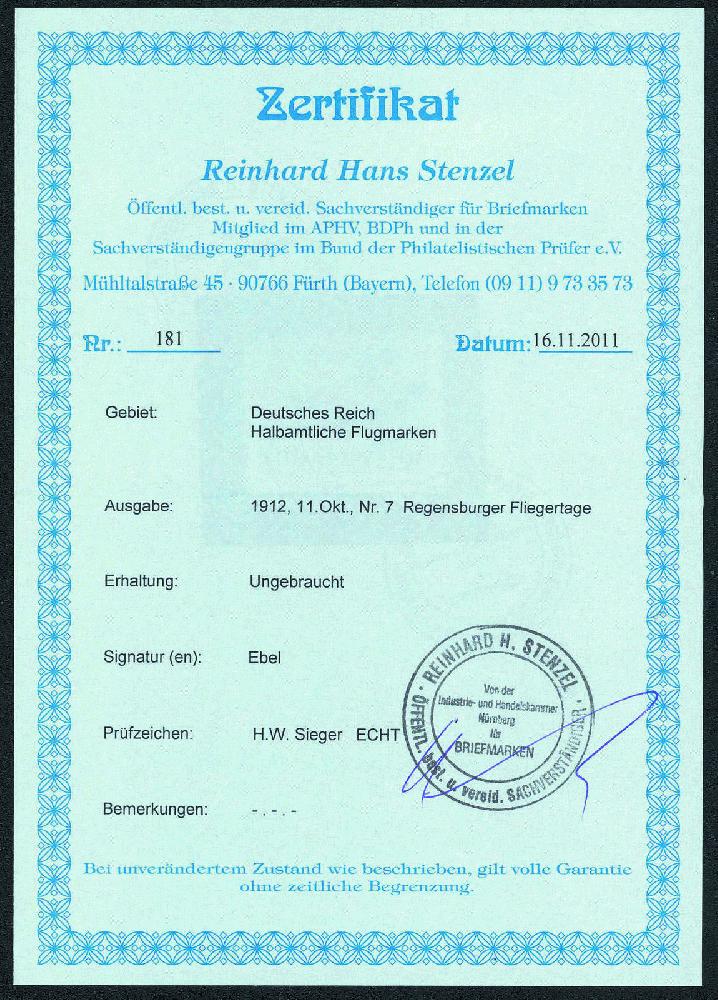 Zertifikat
Reinhard Hans Stenzel
Öffentl. best. u. vereid. Sachverständiger für Briefmarken
Mitglied im APHV, BDPh und in der
Sachverständigengruppe im Bund der Philatelistischen Prüfer e.V.
Mühltalstraße 45 · 90766 Fürth (Bayern), Telefon (09 11) 9 73 35 73
Nr.: 181 Datum: 16.11.2011
Gebiet: Deutsches Reich
Halbamtliche Flugmarken
Ausgabe: 1912, 11.Okt., Nr. 7 Regensburger Fliegertage
Erhaltung: Ungebraucht
Signatur (en): Ebel
Prüfzeichen: H.W. Sieger ECHT
Bemerkungen: - . - . -
· REINHARD H. STENZEL ·
ÖFFENTL. best. u. vereid. SACHVERSTÄNDIGER
Von der
Industrie- und Handelskammer
Nürnberg
für
BRIEFMARKEN
Bei unverändertem Zustand wie beschrieben, gilt volle Garantie
ohne zeitliche Begrenzung.